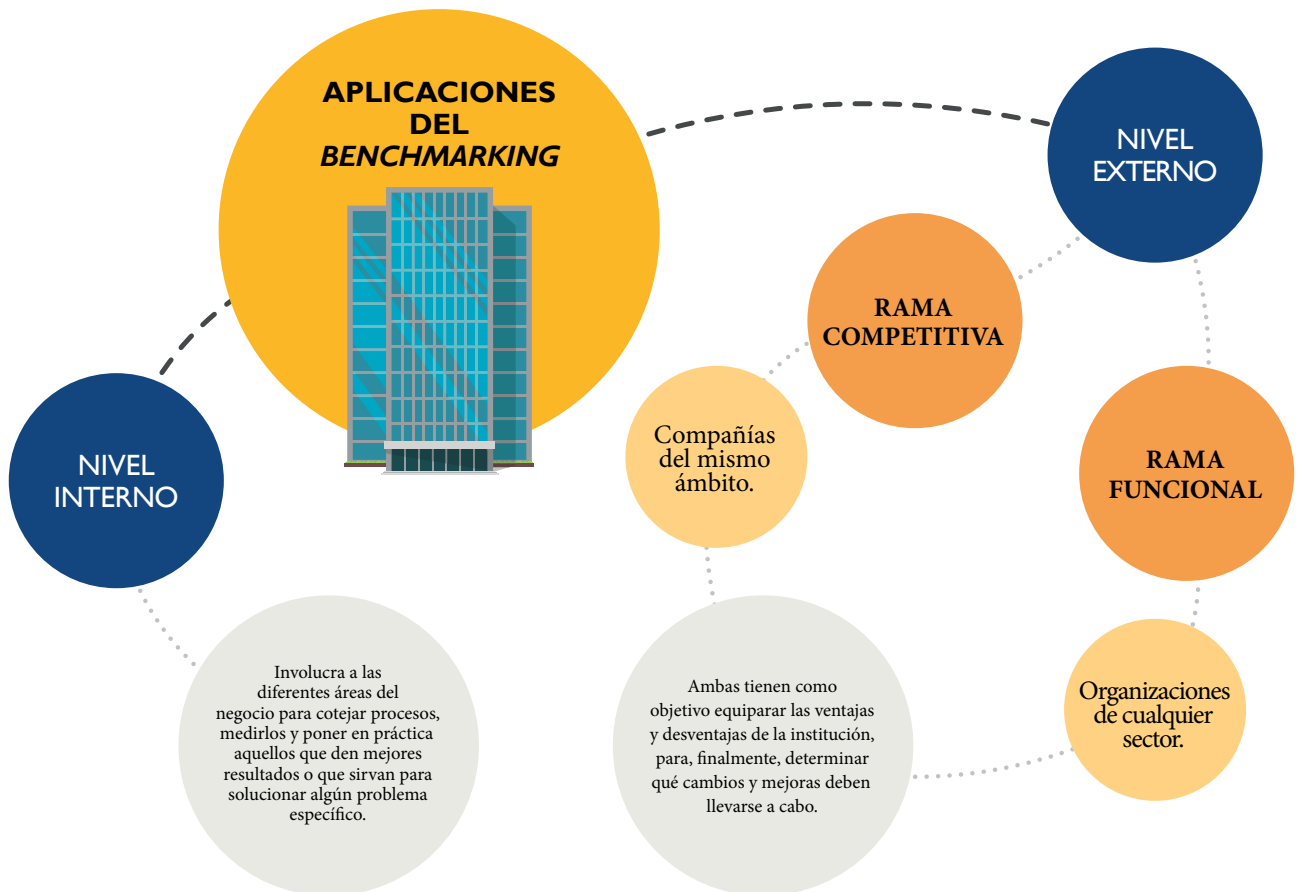 APLICACIONES
DEL
BENCHMARKING
NIVEL
INTERNO
Involucra a las
diferentes áreas del
negocio para cotejar procesos,
medirlos y poner en práctica
aquellos que den mejores
resultados o que sirvan para
solucionar algún problema
específico.
NIVEL
EXTERNO
RAMA
COMPETITIVA
Compañías
del mismo
ámbito.
RAMA
FUNCIONAL
Organizaciones
de cualquier
sector.
Ambas tienen como
objetivo equiparar las ventajas
y desventajas de la institución,
para, finalmente, determinar
qué cambios y mejoras deben
llevarse a cabo.